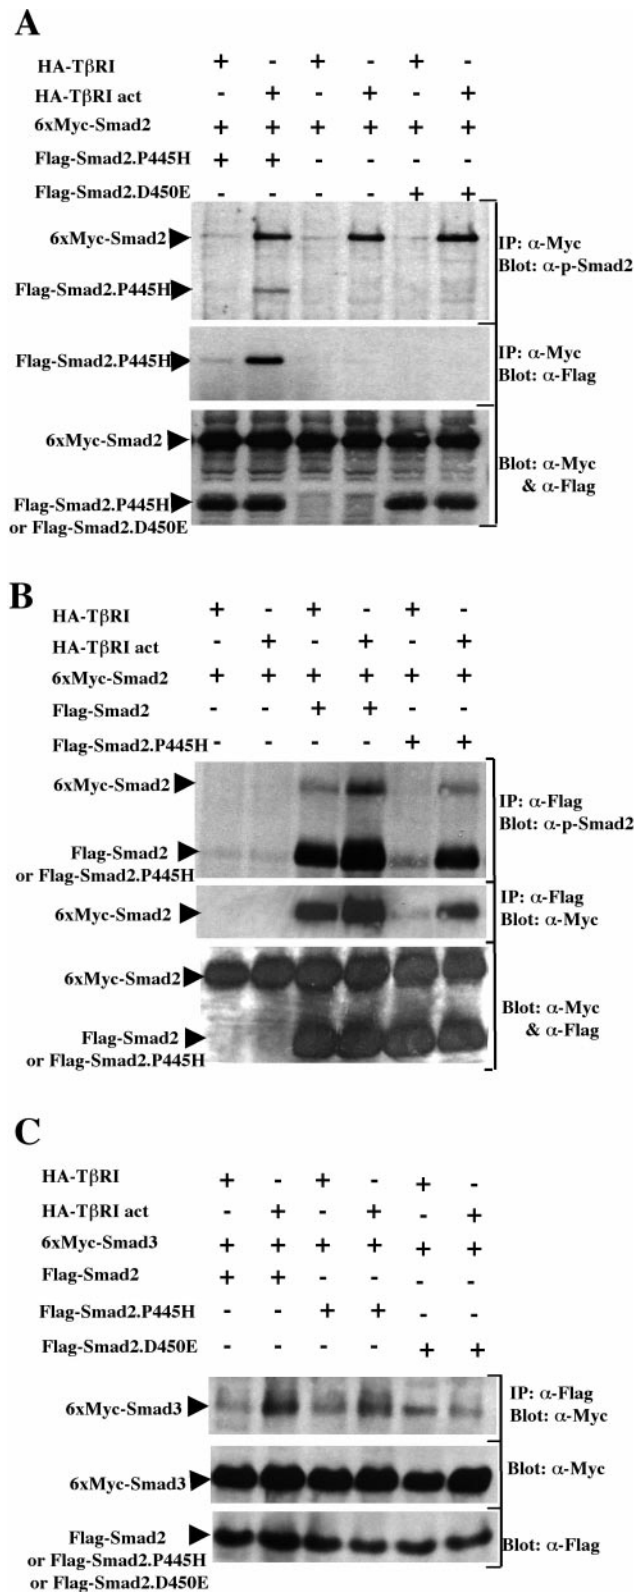 A
HA-TβRI + - + - + -
HA-TβRI act - + - + - +
6xMyc-Smad2 + + + + + +
Flag-Smad2.P445H + + - - - -
Flag-Smad2.D450E - - - - + +
6xMyc-Smad2
IP: α-Myc
Blot: α-p-Smad2
Flag-Smad2.P445H
Flag-Smad2.P445H
IP: α-Myc
Blot: α-Flag
6xMyc-Smad2
Blot: α-Myc
& α-Flag
Flag-Smad2.P445H
or Flag-Smad2.D450E
B
HA-TβRI + - + - + -
HA-TβRI act - + - + - +
6xMyc-Smad2 + + + + + +
Flag-Smad2 - - + + - -
Flag-Smad2.P445H - - - - + +
6xMyc-Smad2
IP: α-Flag
Blot: α-p-Smad2
Flag-Smad2
or Flag-Smad2.P445H
6xMyc-Smad2
IP: α-Flag
Blot: α-Myc
6xMyc-Smad2
Blot: α-Myc
& α-Flag
Flag-Smad2
or Flag-Smad2.P445H
C
HA-TβRI + - + - + -
HA-TβRI act - + - + - +
6xMyc-Smad3 + + + + + +
Flag-Smad2 + + - - - -
Flag-Smad2.P445H - - + + - -
Flag-Smad2.D450E - - - - + +
6xMyc-Smad3
IP: α-Flag
Blot: α-Myc
6xMyc-Smad3
Blot: α-Myc
Flag-Smad2
or Flag-Smad2.P445H
or Flag-Smad2.D450E
Blot: α-Flag